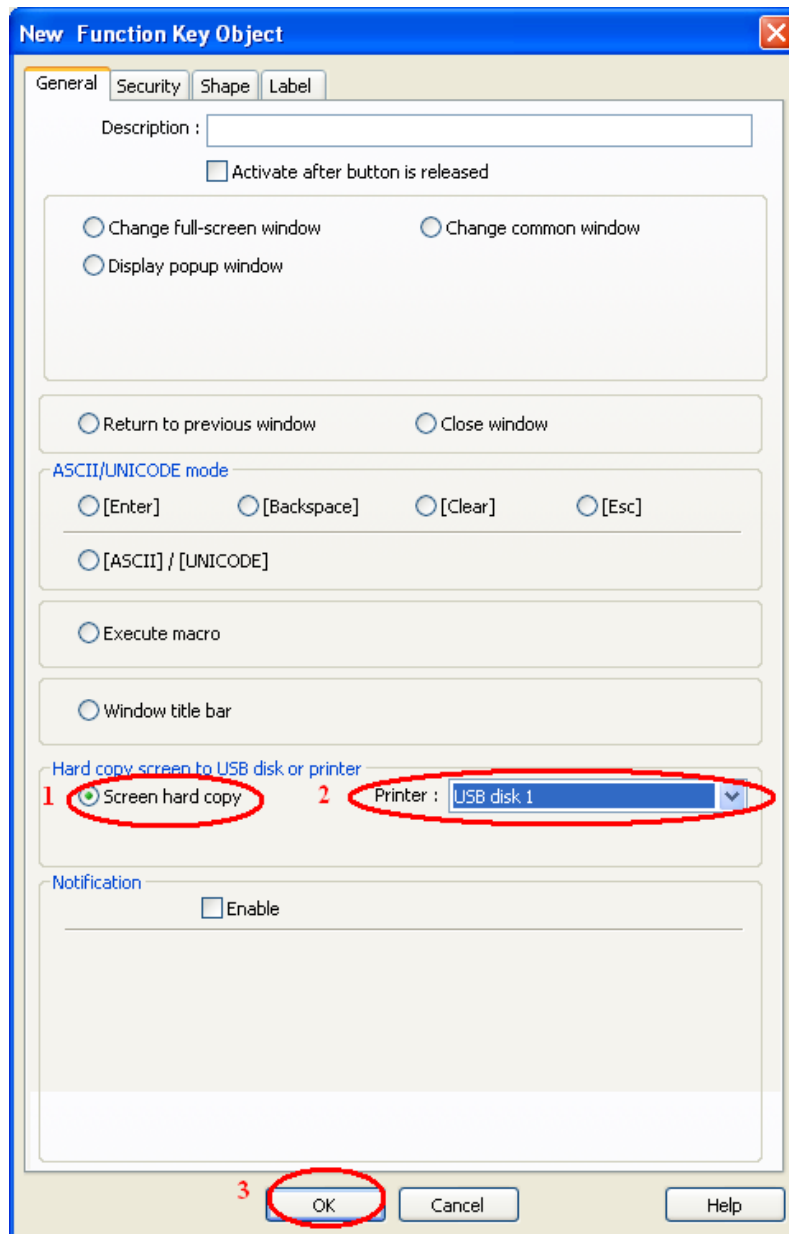 New Function Key Object
General Security Shape Label
Description :
Activate after button is released
Change full-screen window Change common window
Display popup window
Return to previous window Close window
ASCII/UNICODE mode
[Enter] [Backspace] [Clear] [Esc]
[ASCII] / [UNICODE]
Execute macro
Window title bar
Hard copy screen to USB disk or printer
1 Screen hard copy 2 Printer : USB disk 1
Notification
Enable
3 OK Cancel Help